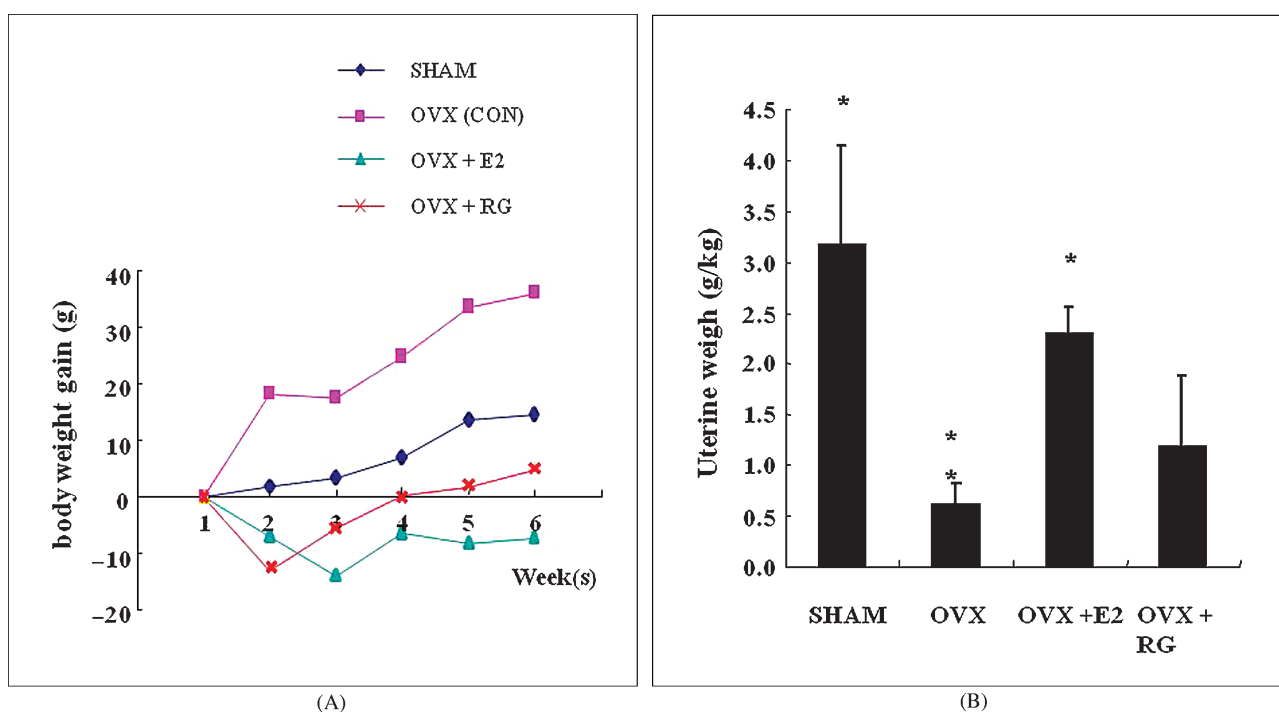 SHAM
OVX (CON)
OVX + E2
OVX + RG
body weight gain (g)
40
30
20
10
0
−10
−20
1 2 3 4 5 6
Week(s)
(A)
Uterine weigh (g/kg)
4.5
4.0
3.5
3.0
2.5
2.0
1.5
1.0
0.5
0.0
*
*
*
*
SHAM OVX OVX +E2 OVX +
RG
(B)